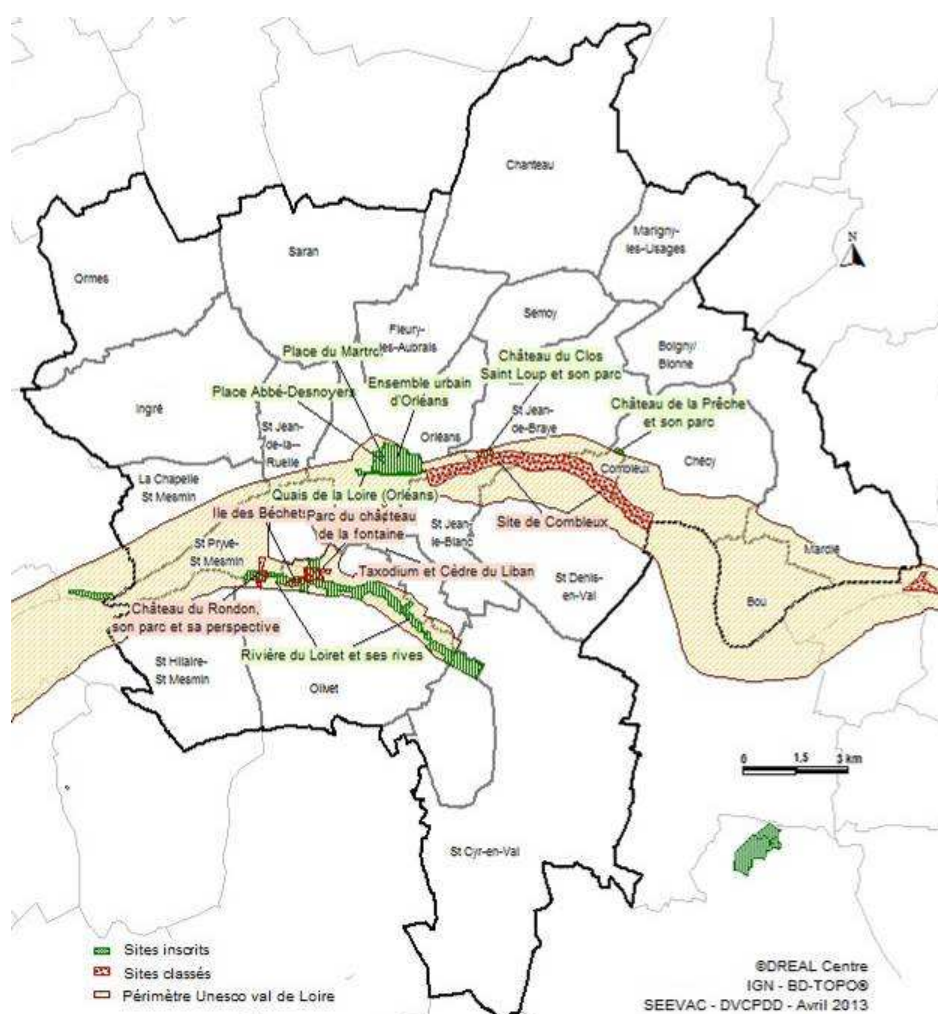 Chanteau
Marigny-
les-Usages
N
Saran
Ormes
Semoy
Fleury-
les-Aubrais
Boigny/
Bionne
Place du Martroi
Château du Clos
Saint Loup et son parc
Ensemble urbain
d'Orléans
Place Abbé-Desnoyers
Château de la Prêche
et son parc
Ingré
St Jean-
de-la-
Ruelle
Orléans
St Jean-
de-Braye
Combleux
Chécy
La Chapelle
St Mesmin
Quais de la Loire (Orléans)
Ile des Béchets
Parc du château
de la fontaine
St Jean
le-Blanc
Site de Combleux
St Pryvé-
St Mesmin
Mardié
Taxodium et Cèdre du Liban
St Denis-
en-Val
Bou
Château du Rondon,
son parc et sa perspective
Rivière du Loiret et ses rives
St Hilaire-
St Mesmin
Olivet
0 1,5 3 km
St Cyr-en-Val
Sites inscrits
Sites classés
Périmètre Unesco val de Loire
©DREAL Centre
IGN - BD-TOPO®
SEEVAC - DVCPDD - Avril 2013